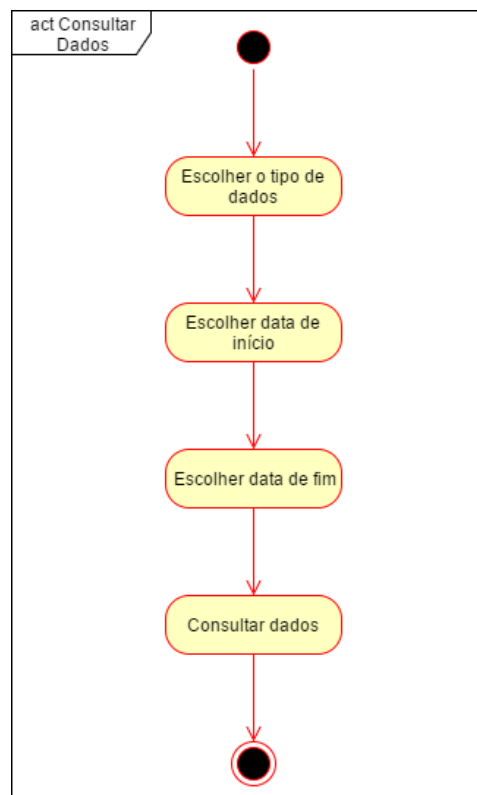 act Consultar
Dados
Escolher o tipo de
dados
Escolher data de
início
Escolher data de fim
Consultar dados